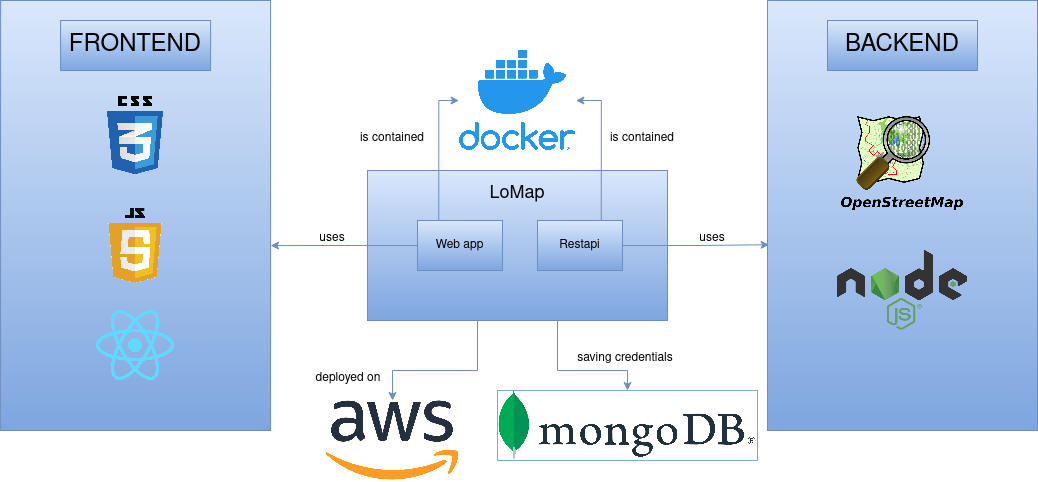 FRONTEND
BACKEND
CSS
3
docker
is contained
is contained
OpenStreetMap
LoMap
JS
5
uses
Web app
Restapi
uses
node
JS
®
deployed on
saving credentials
aws
mongoDB®